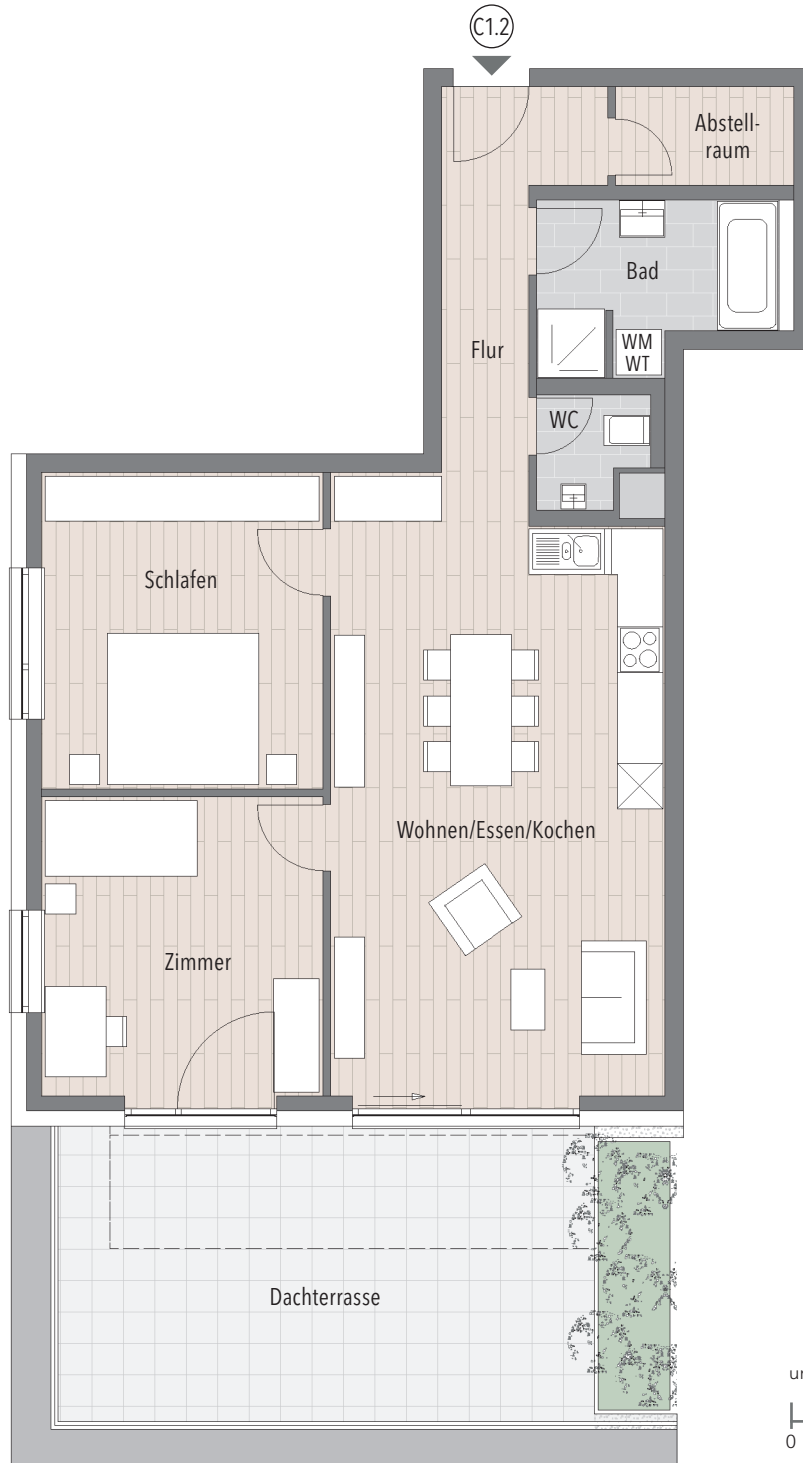 C1.2
Abstell-
raum
Bad
Flur
WM
WT
WC
Schlafen
Wohnen/Essen/Kochen
Zimmer
Dachterrasse
0